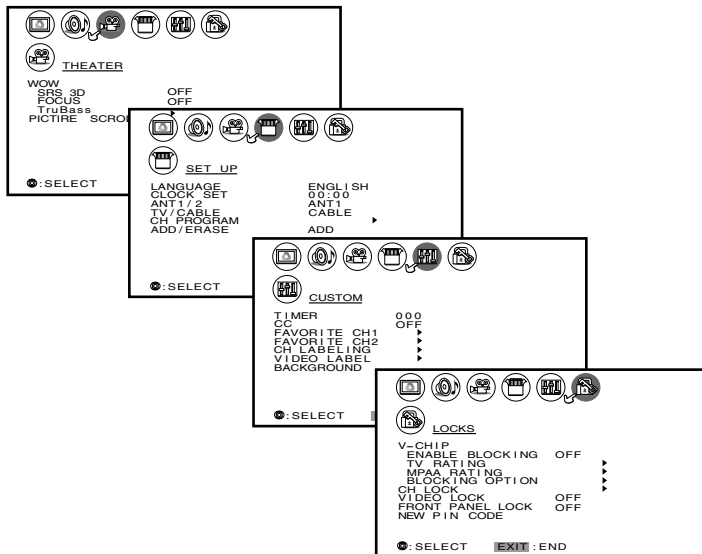 THEATER
WOW
SRS 3D OFF
FOCUS OFF
TruBass
PICTIRE SCROL
:SELECT
SET UP
LANGUAGE ENGLISH
CLOCK SET 00:00
ANT1/2 ANT1
TV/CABLE CABLE
CH PROGRAM
ADD/ERASE ADD
:SELECT
CUSTOM
TIMER 000
CC OFF
FAVORITE CH1
FAVORITE CH2
CH LABELING
VIDEO LABEL
BACKGROUND
:SELECT
LOCKS
V-CHIP
ENABLE BLOCKING OFF
TV RATING
MPAA RATING
BLOCKING OPTION
CH LOCK
VIDEO LOCK OFF
FRONT PANEL LOCK OFF
NEW PIN CODE
:SELECT EXIT :END